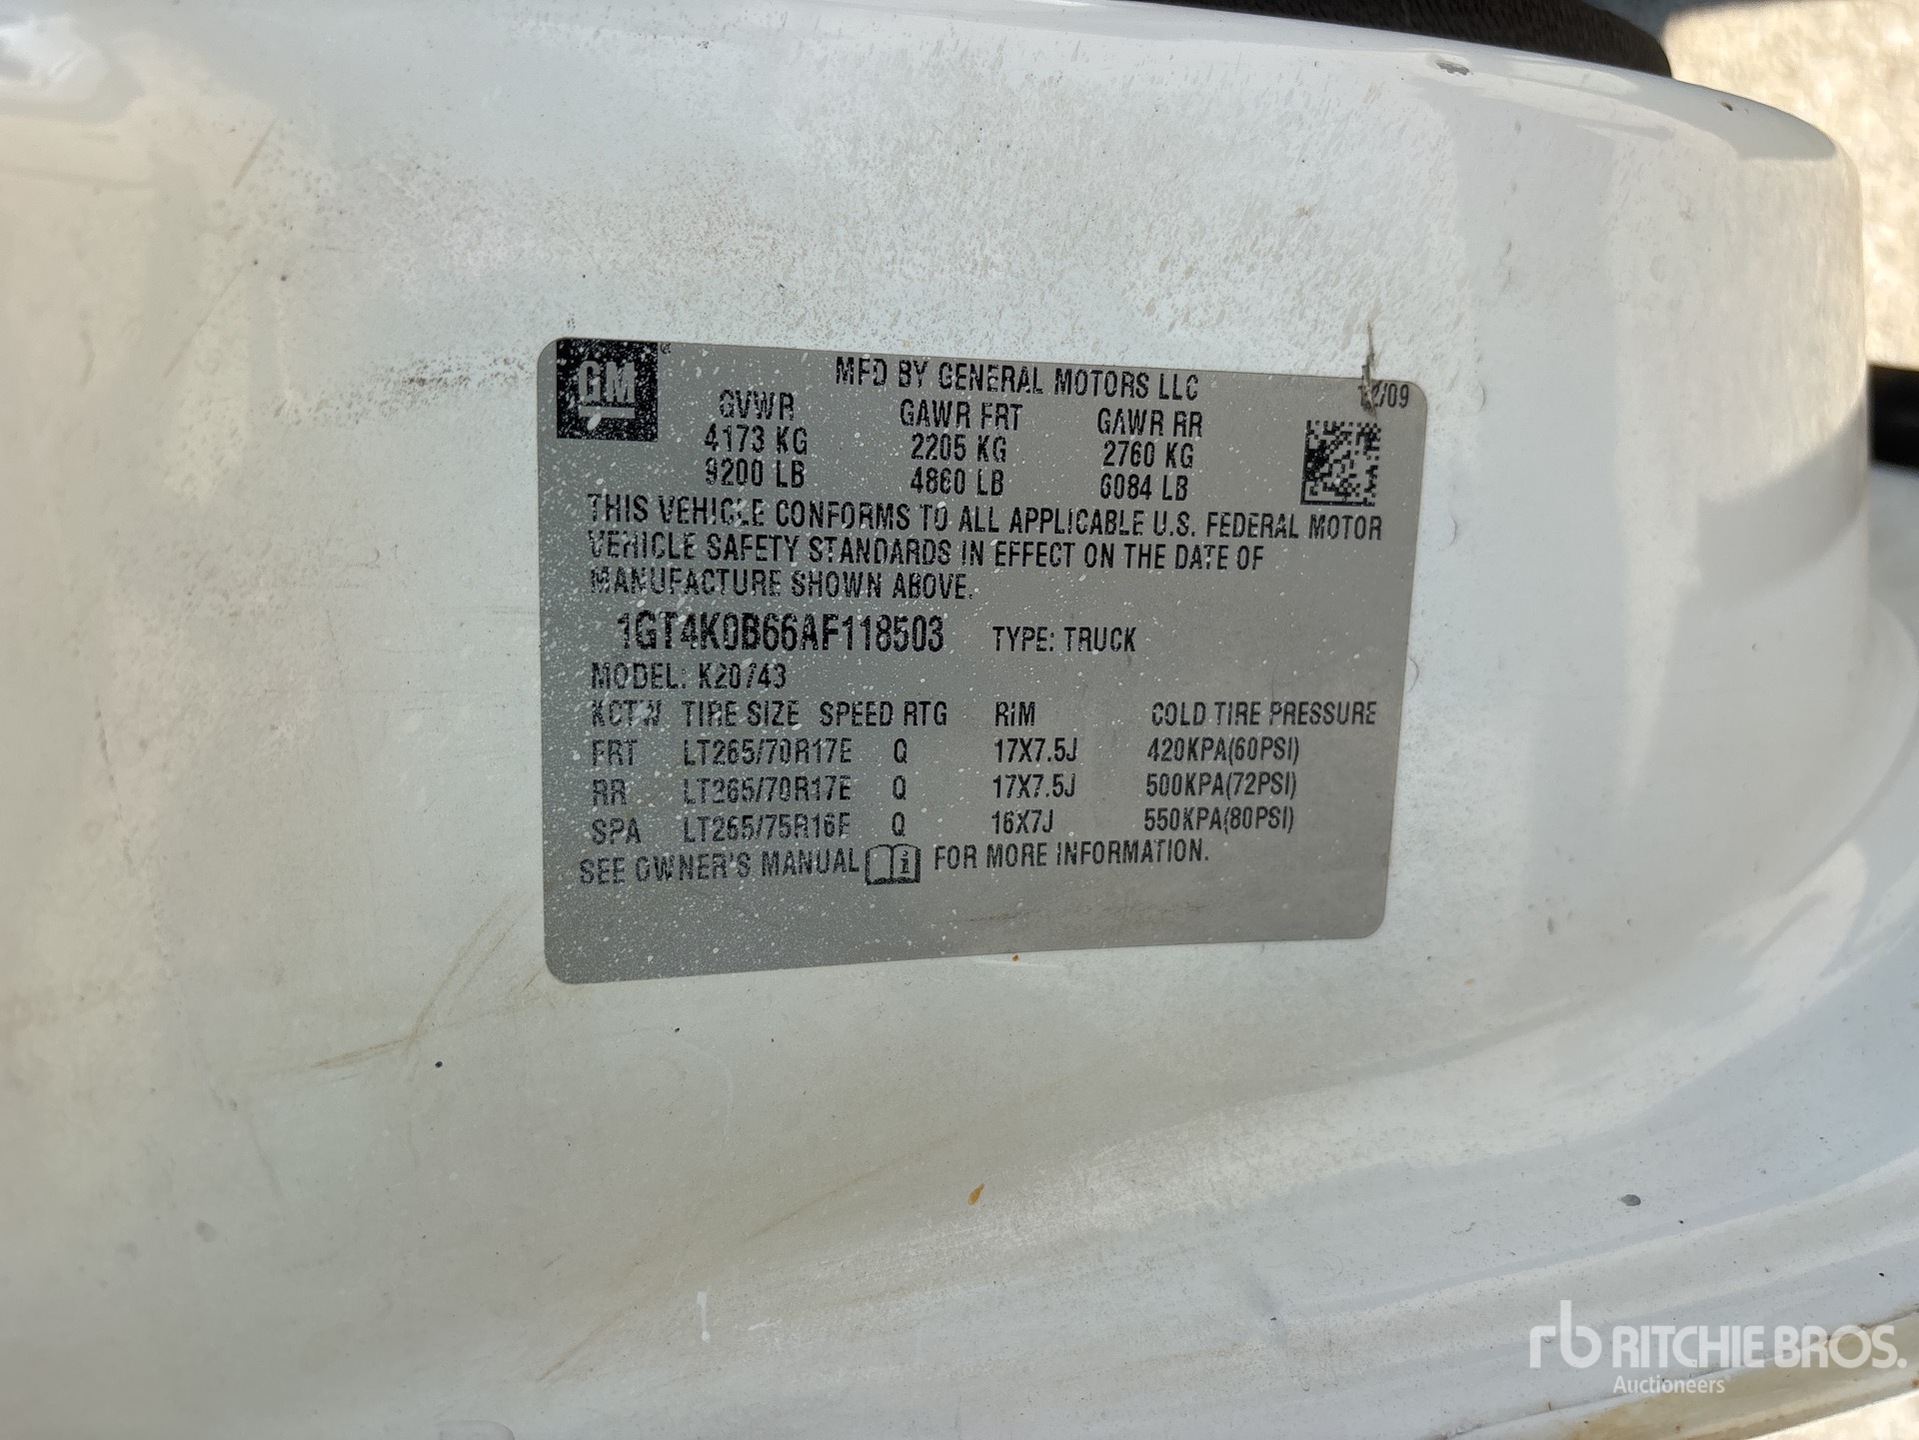 GM
MFD BY GENERAL MOTORS LLC
12/09
GVWR GAWR FRT GAWR RR
4173 KG 2205 KG 2760 KG
9200 LB 4860 LB 6084 LB
THIS VEHICLE CONFORMS TO ALL APPLICABLE U.S. FEDERAL MOTOR
VEHICLE SAFETY STANDARDS IN EFFECT ON THE DATE OF
MANUFACTURE SHOWN ABOVE.
1GT4K0B66AF118503 TYPE: TRUCK
MODEL: K20743
KCTW TIRE SIZE SPEED RTG RIM COLD TIRE PRESSURE
FRT LT265/70R17E Q 17X7.5J 420KPA(60PSI)
RR LT265/70R17E Q 17X7.5J 500KPA(72PSI)
SPA LT265/75R16E Q 16X7J 550KPA(80PSI)
SEE OWNER'S MANUAL FOR MORE INFORMATION.
rb RITCHIE BROS.
Auctioneers